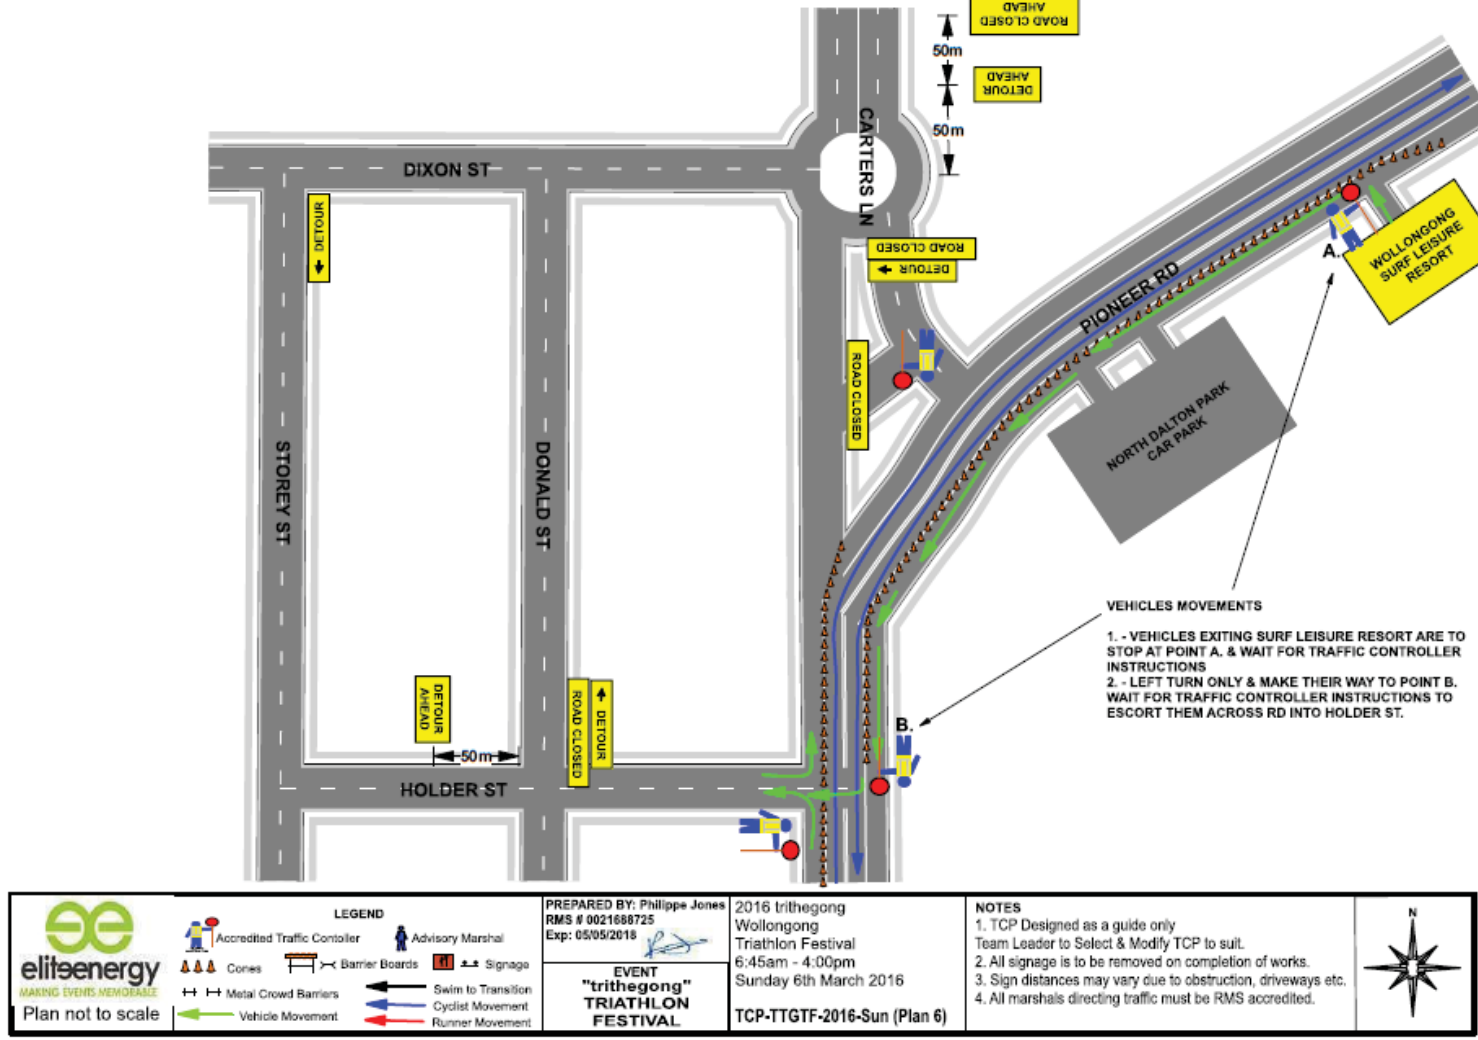 ROAD CLOSED
AHEAD
50m
DETOUR
AHEAD
50m
CARTERS LN
DIXON ST
DETOUR
ROAD CLOSED
DETOUR
WOLLONGONG
SURF LEISURE
RESORT
A.
PIONEER RD
ROAD CLOSED
NORTH DALTON PARK
CAR PARK
STOREY ST
DONALD ST
VEHICLES MOVEMENTS
1. - VEHICLES EXITING SURF LEISURE RESORT ARE TO
STOP AT POINT A. & WAIT FOR TRAFFIC CONTROLLER
INSTRUCTIONS
2. - LEFT TURN ONLY & MAKE THEIR WAY TO POINT B.
WAIT FOR TRAFFIC CONTROLLER INSTRUCTIONS TO
ESCORT THEM ACROSS RD INTO HOLDER ST.
DETOUR
AHEAD
ROAD CLOSED
DETOUR
B.
50m
HOLDER ST
eliteenergy
MAKING EVENTS MEMORABLE
Plan not to scale
LEGEND
Accredited Traffic Contoller
Advisory Marshal
Cones
Barrier Boards
Signage
Metal Crowd Barriers
Swim to Transition
Vehicle Movement
Cyclist Movement
Runner Movement
PREPARED BY: Philippe Jones
RMS # 0021688725
Exp: 05/05/2018
EVENT
"trithegong"
TRIATHLON
FESTIVAL
2016 trithegong
Wollongong
Triathlon Festival
6:45am - 4:00pm
Sunday 6th March 2016
TCP-TTGTF-2016-Sun (Plan 6)
NOTES
1. TCP Designed as a guide only
Team Leader to Select & Modify TCP to suit.
2. All signage is to be removed on completion of works.
3. Sign distances may vary due to obstruction, driveways etc.
4. All marshals directing traffic must be RMS accredited.
N